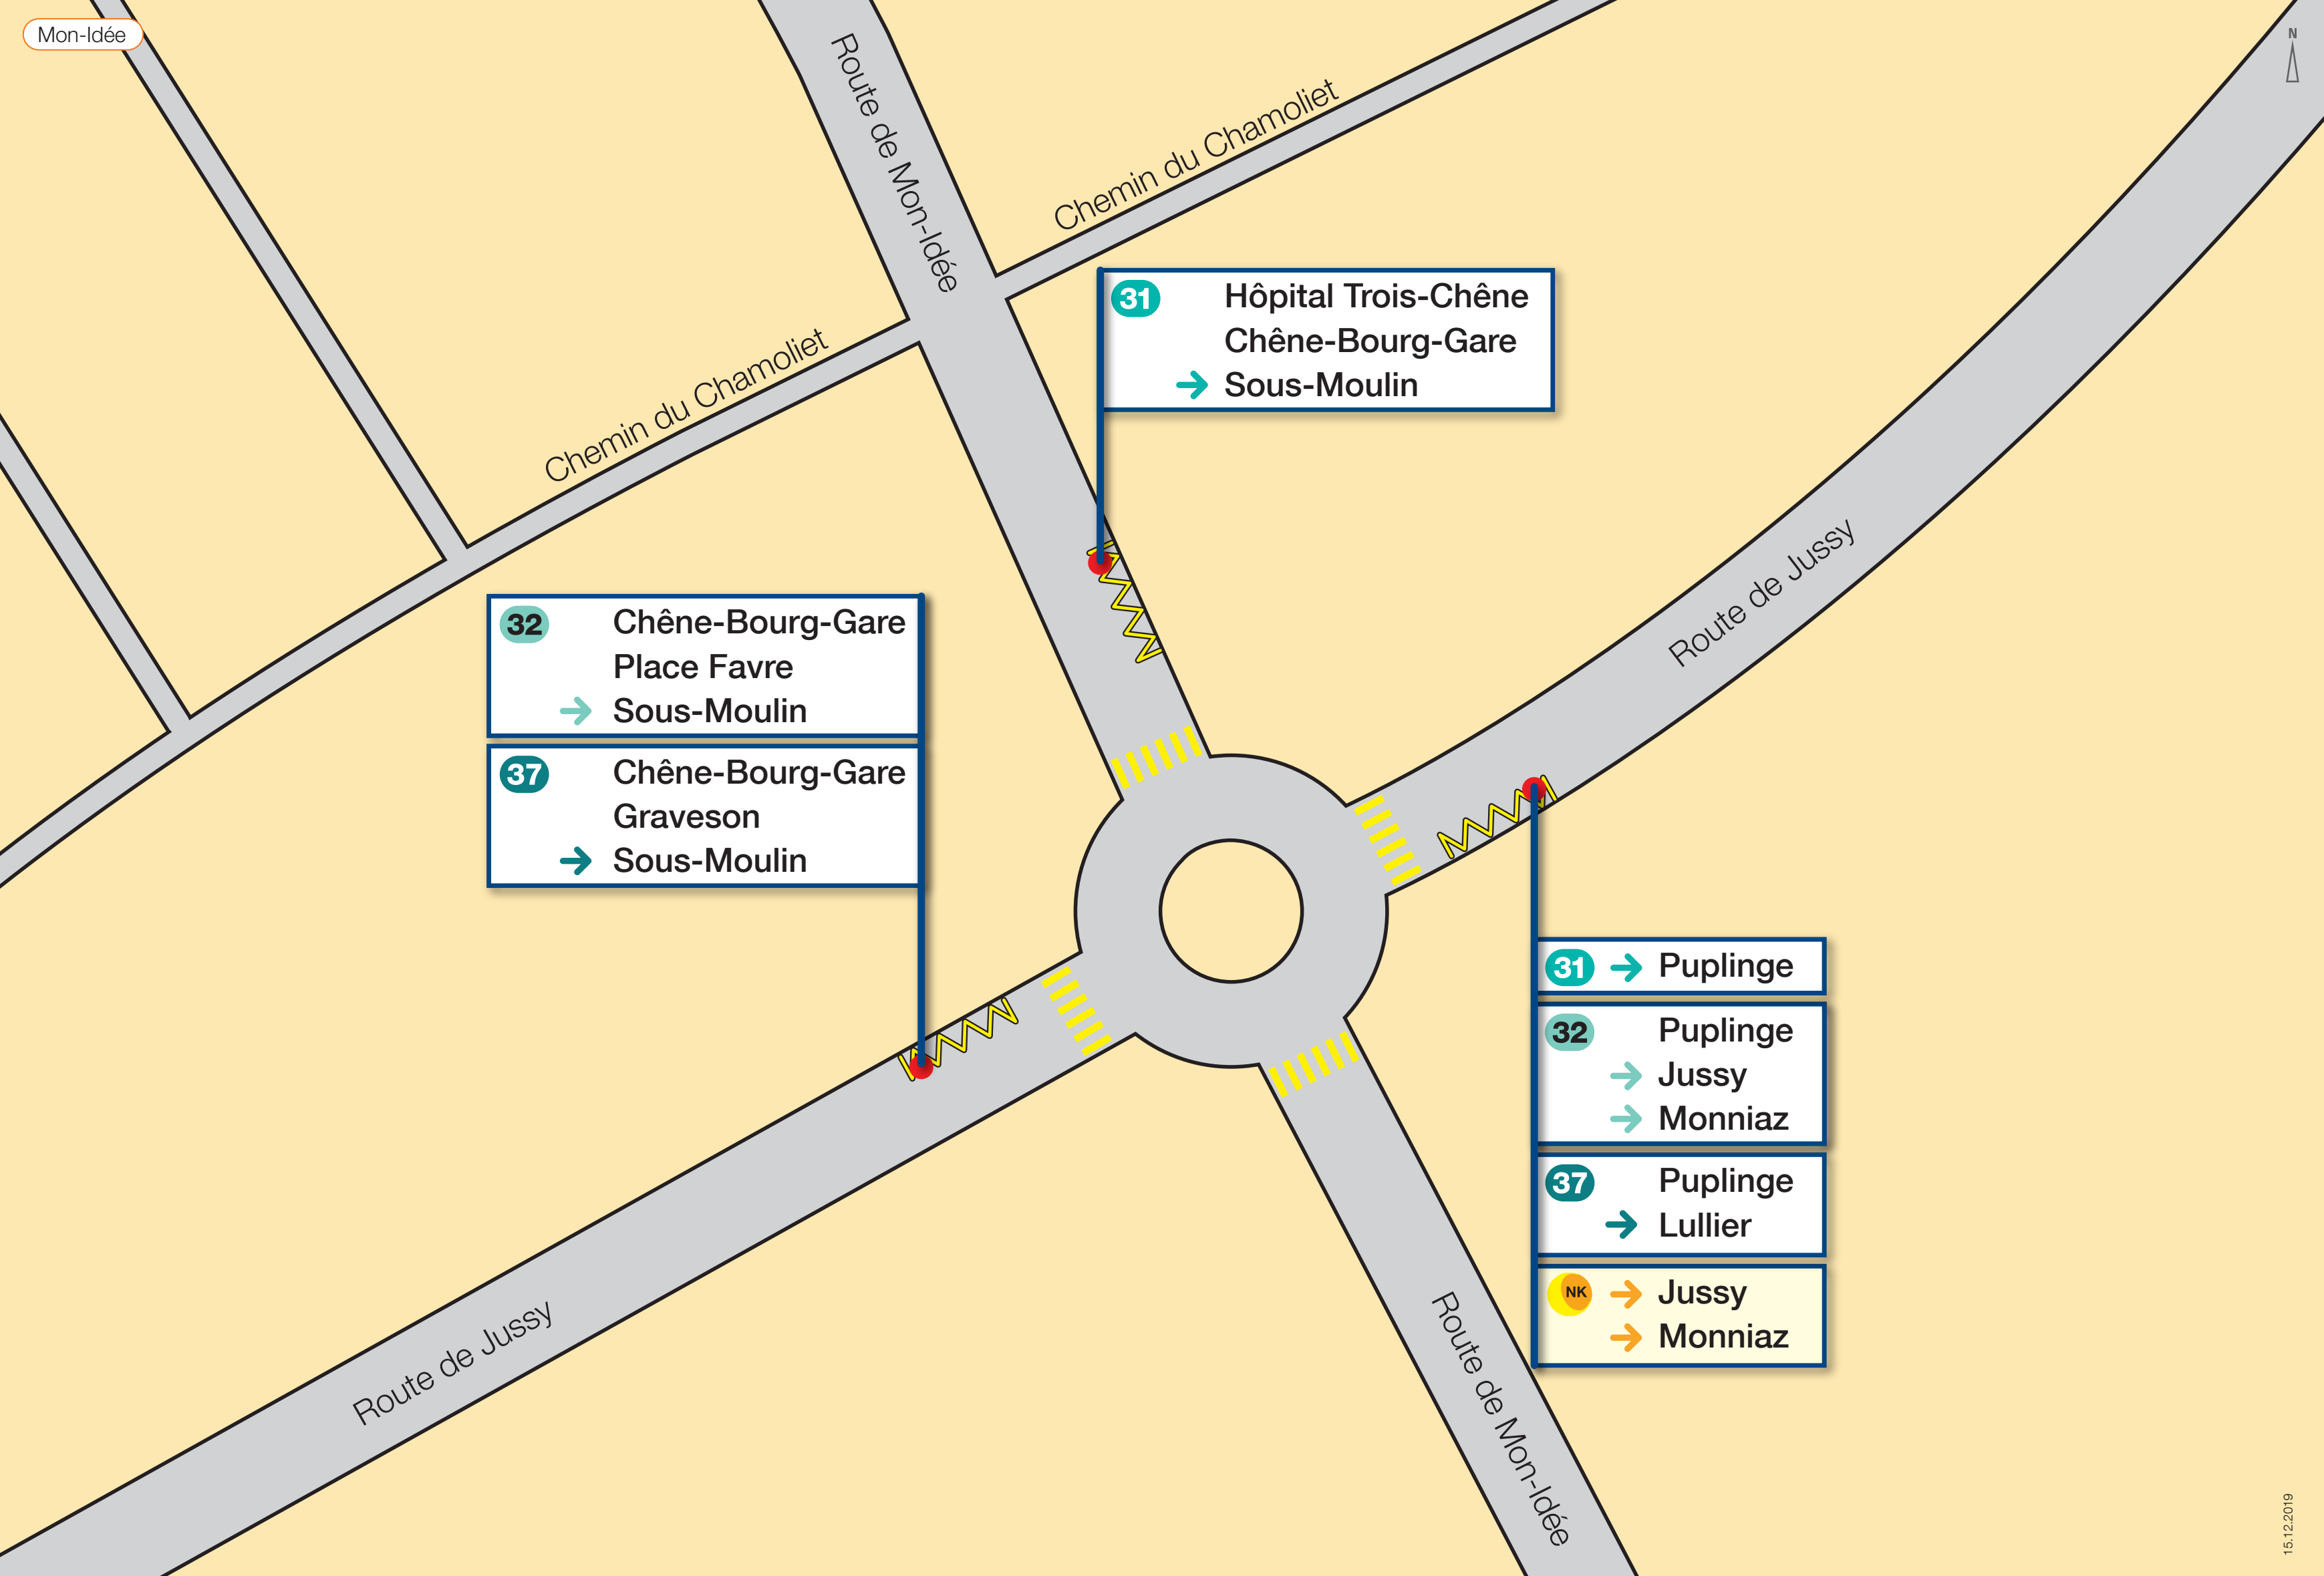 Mon-Idée
N
Route de Mon-Idée
Chemin du Chamoliet
Chemin du Chamoliet
31 Hôpital Trois-Chêne
Chêne-Bourg-Gare
→ Sous-Moulin
Route de Jussy
32 Chêne-Bourg-Gare
Place Favre
→ Sous-Moulin
37 Chêne-Bourg-Gare
Graveson
→ Sous-Moulin
31 → Puplinge
32 Puplinge
→ Jussy
→ Monniaz
37 Puplinge
→ Lullier
NK → Jussy
→ Monniaz
Route de Jussy
Route de Mon-Idée
15.12.2019